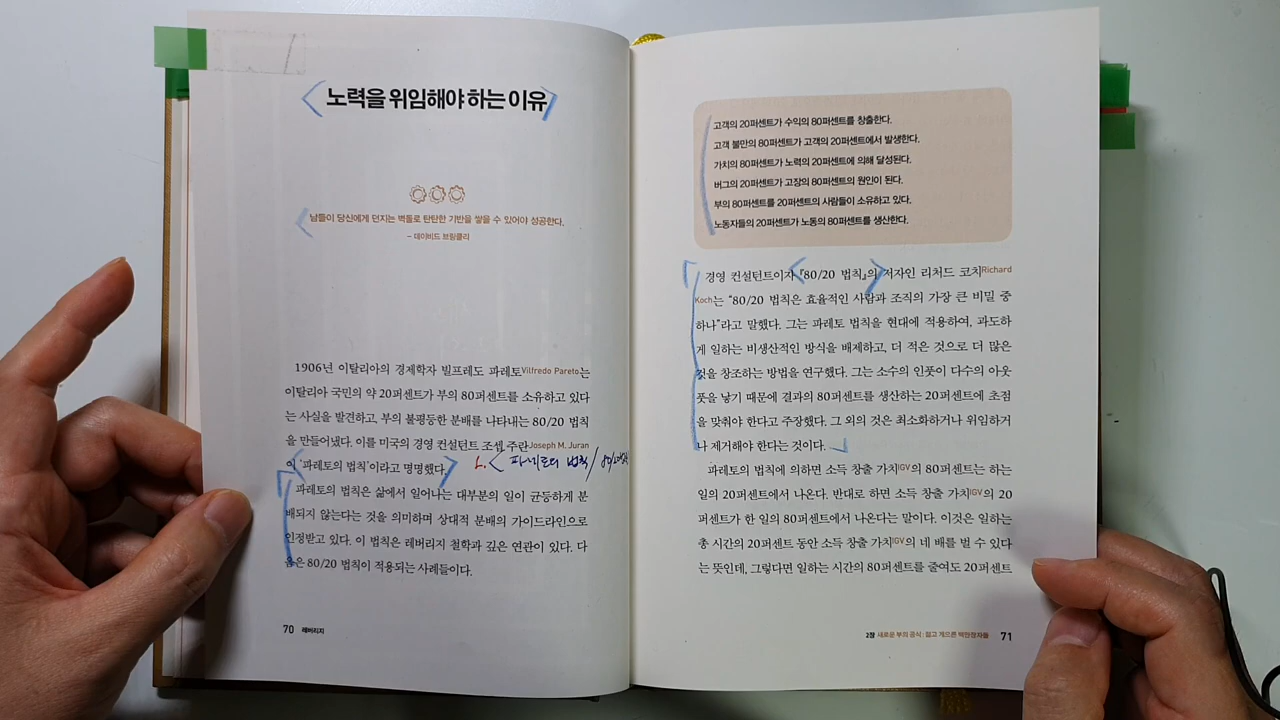 노력을 위임해야 하는 이유
남들이 당신에게 던지는 벽돌로 탄탄한 기반을 쌓을 수 있어야 성공한다.
- 데이비드 브링클리
1906년 이탈리아의 경제학자 빌프레도 파레토Vilfredo Pareto는
이탈리아 국민의 약 20퍼센트가 부의 80퍼센트를 소유하고 있다
는 사실을 발견하고, 부의 불평등한 분배를 나타내는 80/20 법칙
을 만들어냈다. 이를 미국의 경영 컨설턴트 조셉 주란Joseph M. Juran
이 '파레토의 법칙'이라고 명명했다.
1. < 파레토의 법칙 /
파레토의 법칙은 삶에서 일어나는 대부분의 일이 균등하게 분
배되지 않는다는 것을 의미하며 상대적 분배의 가이드라인으로
인정받고 있다. 이 법칙은 레버리지 철학과 깊은 연관이 있다. 다
음은 80/20 법칙이 적용되는 사례들이다.
70 레버리지
고객의 20퍼센트가 수익의 80퍼센트를 창출한다.
고객 불만의 80퍼센트가 고객의 20퍼센트에서 발생한다.
가치의 80퍼센트가 노력의 20퍼센트에 의해 달성된다.
버그의 20퍼센트가 고장의 80퍼센트의 원인이 된다.
부의 80퍼센트를 20퍼센트의 사람들이 소유하고 있다.
노동자들의 20퍼센트가 노동의 80퍼센트를 생산한다.
경영 컨설턴트이자 『80/20 법칙』의 저자인 리처드 코치Richard
Koch는 "80/20 법칙은 효율적인 사람과 조직의 가장 큰 비밀 중
하나"라고 말했다. 그는 파레토 법칙을 현대에 적용하여, 과도하
게 일하는 비생산적인 방식을 배제하고, 더 적은 것으로 더 많은
것을 창조하는 방법을 연구했다. 그는 소수의 인풋이 다수의 아웃
풋을 낳기 때문에 결과의 80퍼센트를 생산하는 20퍼센트에 초점
을 맞춰야 한다고 주장했다. 그 외의 것은 최소화하거나 위임하거
나 제거해야 한다는 것이다.
파레토의 법칙에 의하면 소득 창출 가치IGV의 80퍼센트는 하는
일의 20퍼센트에서 나온다. 반대로 하면 소득 창출 가치IGV의 20
퍼센트가 한 일의 80퍼센트에서 나온다는 말이다. 이것은 일하는
총 시간의 20퍼센트 동안 소득 창출 가치IGV의 네 배를 벌 수 있다
는 뜻인데, 그렇다면 일하는 시간의 80퍼센트를 줄여도 20퍼센트
2장 새로운 부의 공식 : 젊고 게으른 백만장자들 71